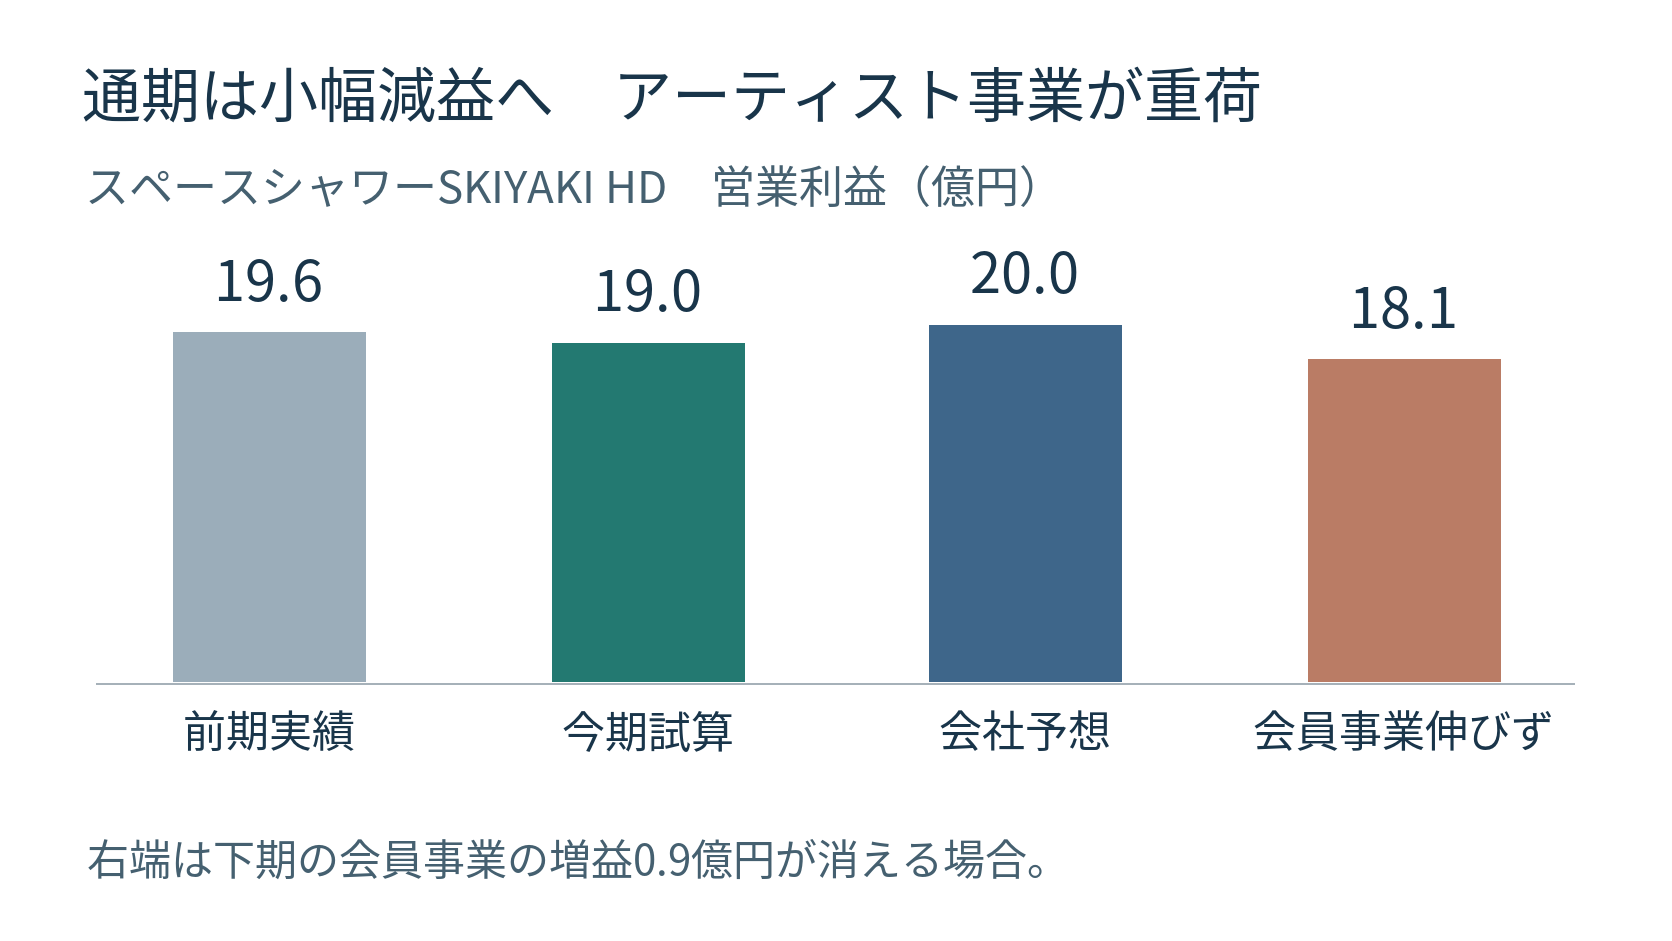 通期は小幅減益へ　アーティスト事業が重荷
スペースシャワーSKIYAKI HD　営業利益（億円）
19.6
19.0
20.0
18.1
前期実績
今期試算
会社予想
会員事業伸びず
右端は下期の会員事業の増益0.9億円が消える場合。